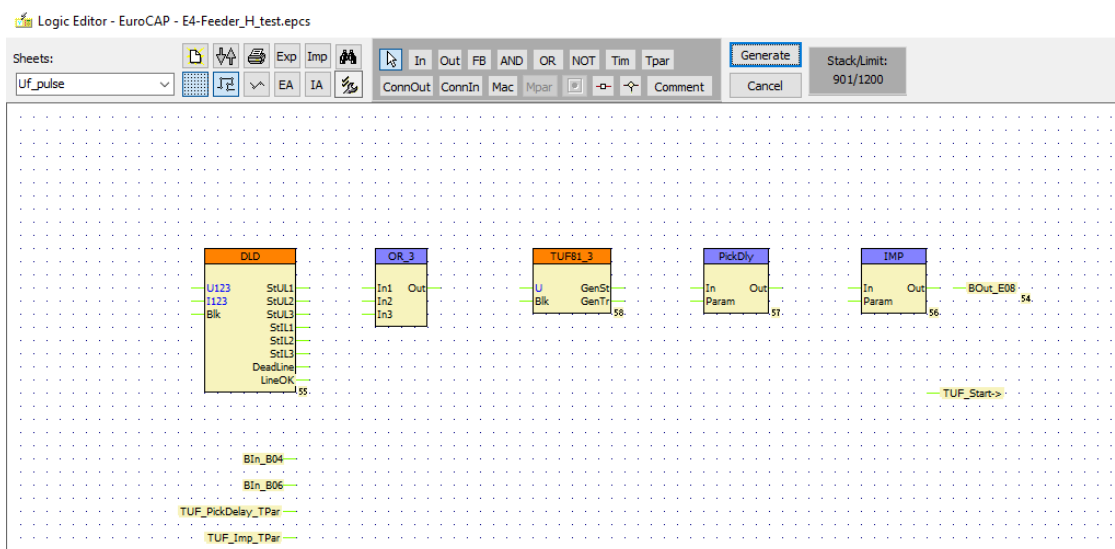 Logic Editor - EuroCAP - E4-Feeder_H_test.epcs
Sheets:
Exp Imp
In Out FB AND OR NOT Tim Tpar
Generate
Stack/Limit:
901/1200
Uf_pulse
EA IA
ConnOut ConnIn Mac Mpar Comment
Cancel
DLD
U123 StUL1
I123 StUL2
Blk StUL3
StIL1
StIL2
StIL3
DeadLine
LineOK
55
OR_3
In1 Out
In2
In3
TUF81_3
U GenSt
Blk GenTr
58
PickDly
In Out
Param
57
IMP
In Out
Param
56
BOut_E08
54
TUF_Start->
BIn_B04
BIn_B06
TUF_PickDelay_TPar
TUF_Imp_TPar